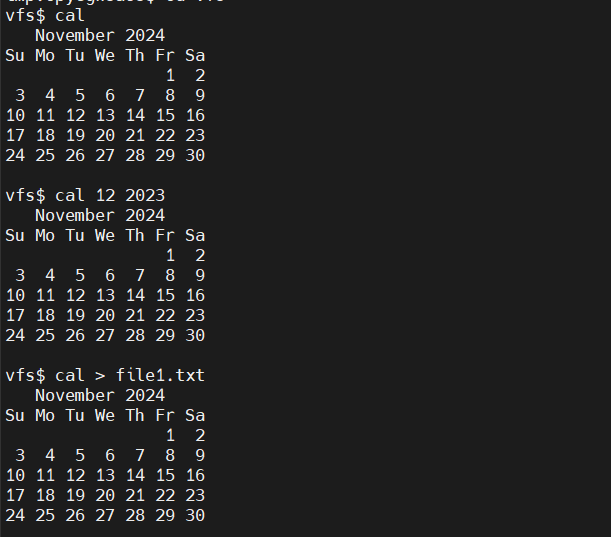 vfs$ cal
   November 2024
Su Mo Tu We Th Fr Sa
                1  2
 3  4  5  6  7  8  9
10 11 12 13 14 15 16
17 18 19 20 21 22 23
24 25 26 27 28 29 30

vfs$ cal 12 2023
   November 2024
Su Mo Tu We Th Fr Sa
                1  2
 3  4  5  6  7  8  9
10 11 12 13 14 15 16
17 18 19 20 21 22 23
24 25 26 27 28 29 30

vfs$ cal > file1.txt
   November 2024
Su Mo Tu We Th Fr Sa
                1  2
 3  4  5  6  7  8  9
10 11 12 13 14 15 16
17 18 19 20 21 22 23
24 25 26 27 28 29 30